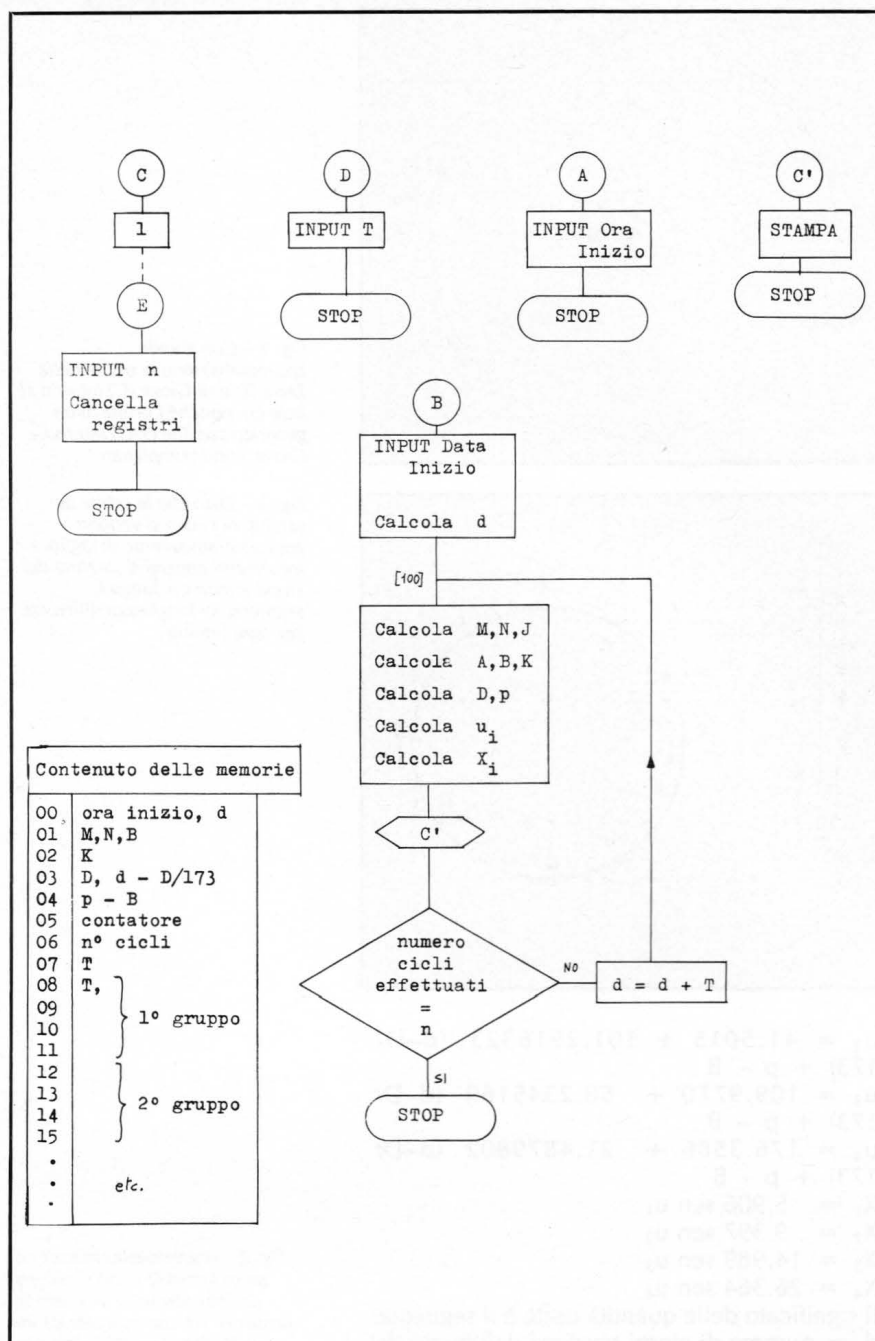 C
1
E
INPUT n
Cancella
registri
STOP
D
INPUT T
STOP
A
INPUT Ora
Inizio
STOP
C'
STAMPA
STOP
B
INPUT Data
Inizio
Calcola d
[100]
Calcola M,N,J
Calcola A,B,K
Calcola D,p
Calcola u_i
Calcola X_i
C'
numero
cicli
effettuati
=
n
NO
d = d + T
SI
STOP
Contenuto delle memorie
00 ora inizio, d
01 M,N,B
02 K
03 D, d - D/173
04 p - B
05 contatore
06 n° cicli
07 T
08 T,
09
10 1° gruppo
11
12
13 2° gruppo
14
15
. 
. etc.
.